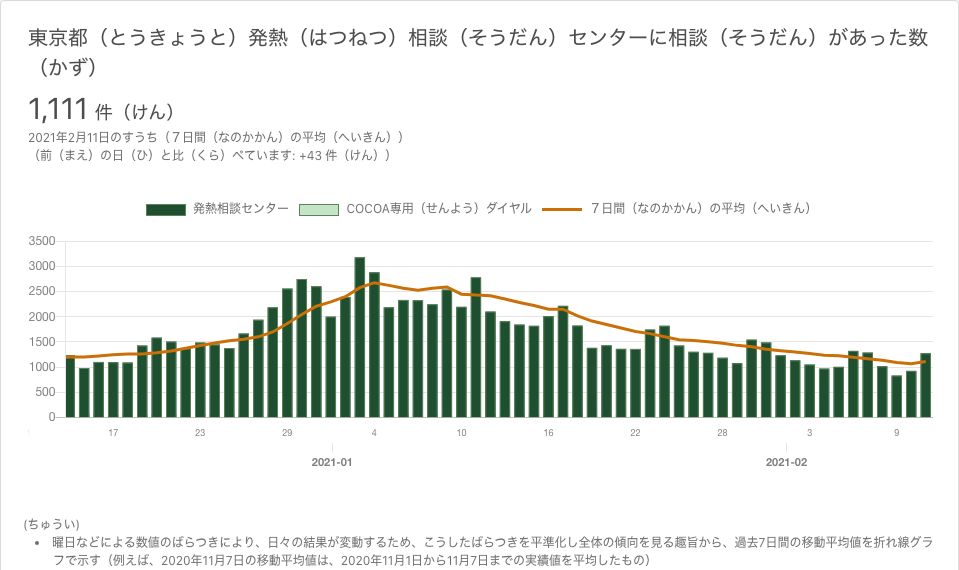 東京都（とうきょうと）発熱（はつねつ）相談（そうだん）センターに相談（そうだん）があった数
（かず）
1,111 件（けん）
2021年2月11日のすうち（７日間（なのかかん）の平均（へいきん））
（前（まえ）の日（ひ）と比（くら）べています: +43 件（けん））
発熱相談センター COCOA専用（せんよう）ダイヤル ７日間（なのかかん）の平均（へいきん）
3500
3000
2500
2000
1500
1000
500
0
17 23 29 4 10 16 22 28 3 9
2021-01 2021-02
(ちゅうい)
• 曜日などによる数値のばらつきにより、日々の結果が変動するため、こうしたばらつきを平準化し全体の傾向を見る趣旨から、過去7日間の移動平均値を折れ線グラ
フで示す（例えば、2020年11月7日の移動平均値は、2020年11月1日から11月7日までの実績値を平均したもの）